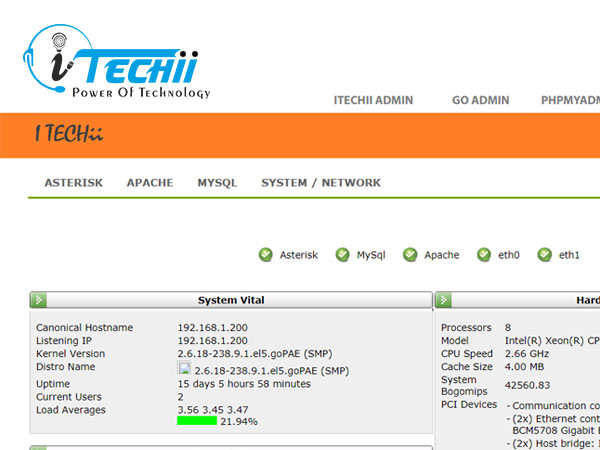 iTECHii
Power Of Technology
ITECHII ADMIN GO ADMIN
I TECHii
ASTERISK APACHE MYSQL SYSTEM / NETWORK
Asterisk MySql Apache eth0 eth1
System Vital
Canonical Hostname 192.168.1.200
Listening IP 192.168.1.200
Kernel Version 2.6.18-238.9.1.el5.goPAE (SMP)
Distro Name 2.6.18-238.9.1.el5.goPAE (SMP)
Uptime 15 days 5 hours 58 minutes
Current Users 2
Load Averages 3.56 3.45 3.47
21.94%
Hard
Processors 8
Model Intel(R) Xeon(R) CP
CPU Speed 2.66 GHz
Cache Size 4.00 MB
System
Bogomips 42560.83
PCI Devices - Communication co
- (2x) Ethernet cont
BCM5708 Gigabit
- (2x) Host bridge: